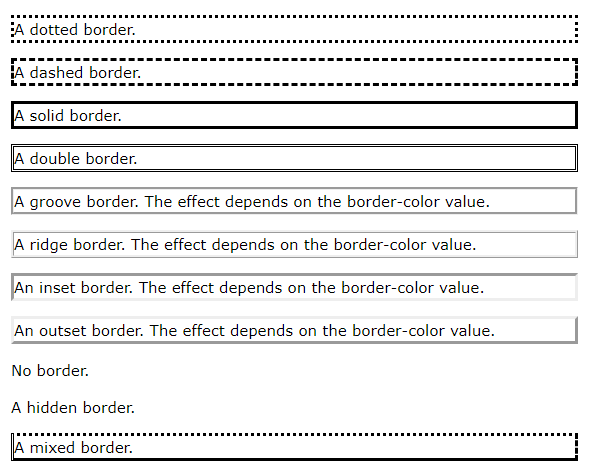 A dotted border.
A dashed border.
A solid border.
A double border.
A groove border. The effect depends on the border-color value.
A ridge border. The effect depends on the border-color value.
An inset border. The effect depends on the border-color value.
An outset border. The effect depends on the border-color value.
No border.
A hidden border.
A mixed border.